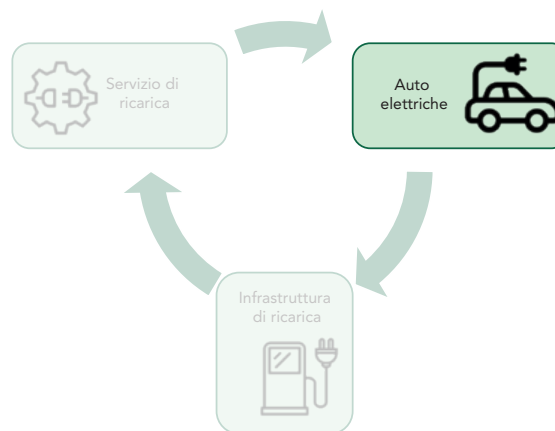 Servizio di
ricarica
Auto
elettriche
Infrastruttura
di ricarica